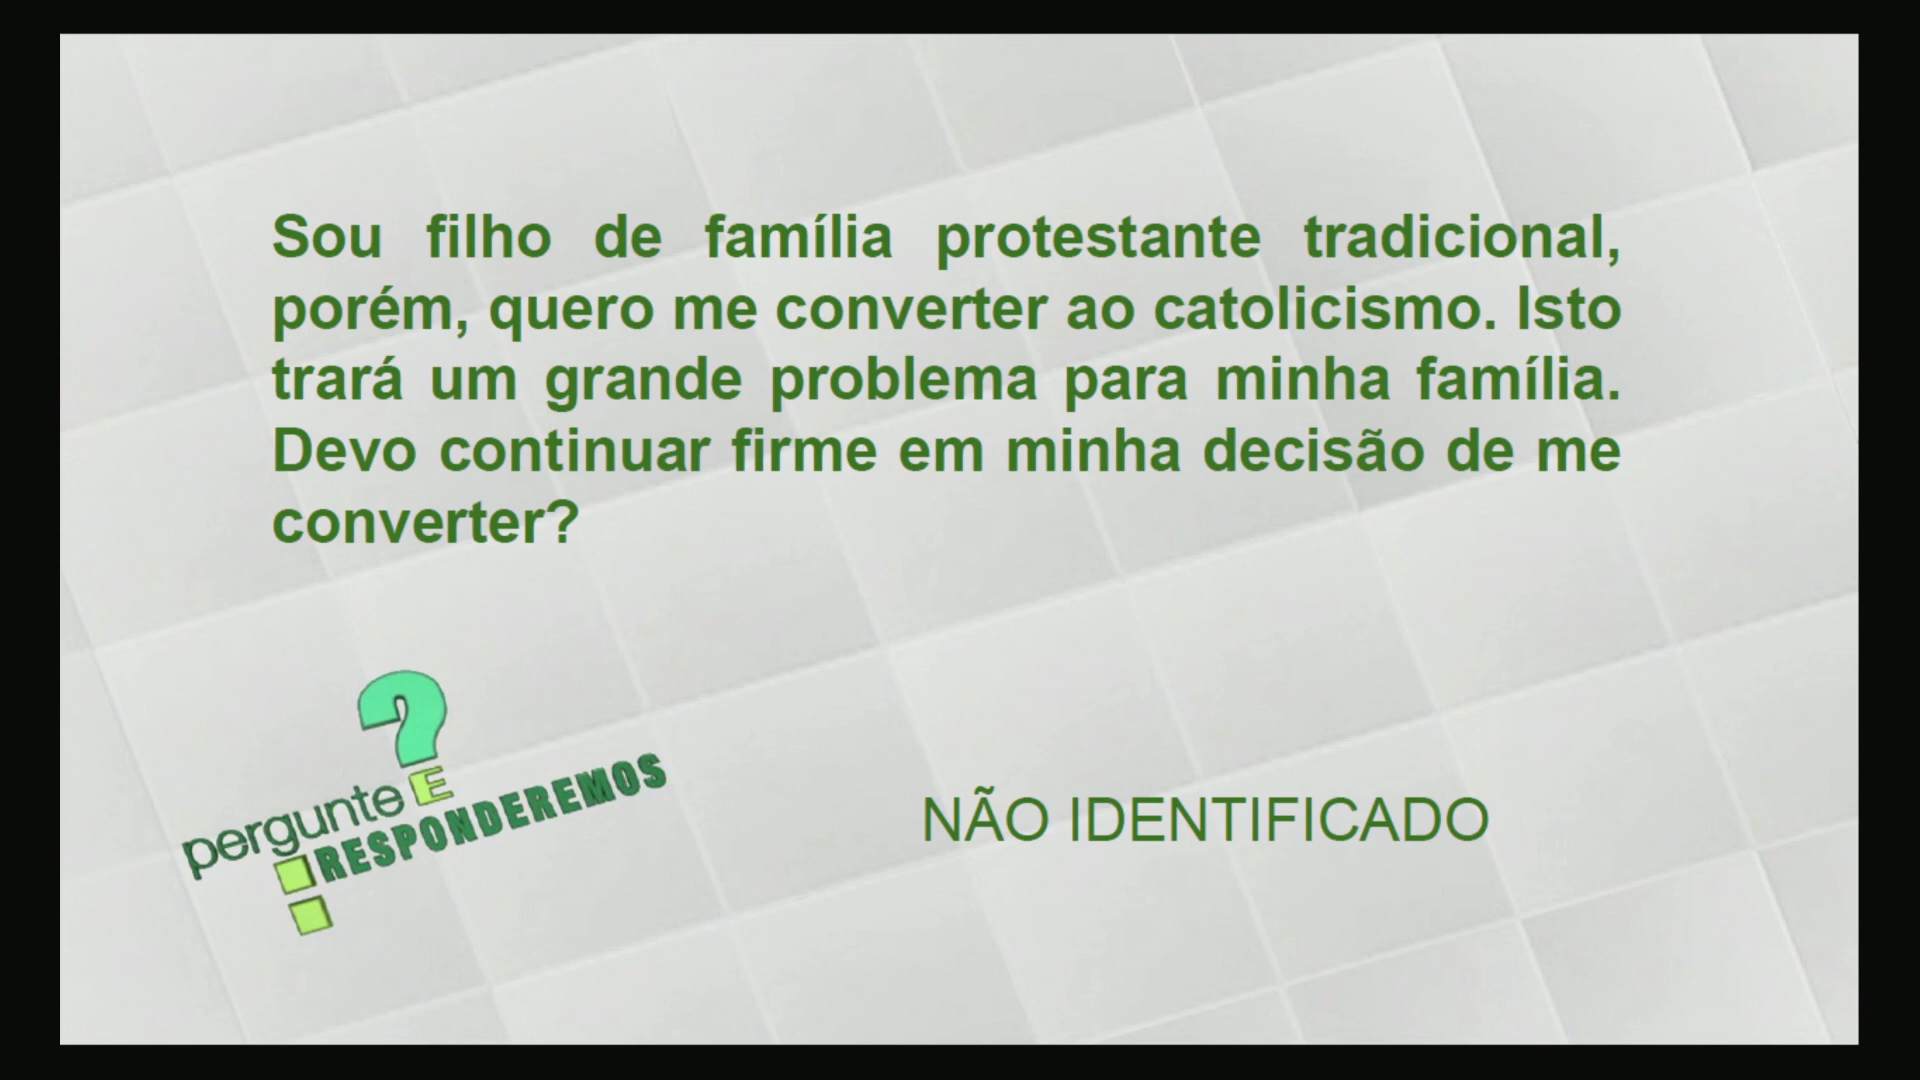 Sou filho de família protestante tradicional,
porém, quero me converter ao catolicismo. Isto
trará um grande problema para minha família.
Devo continuar firme em minha decisão de me
converter?
pergunte E
RESPONDEREMOS
NÃO IDENTIFICADO